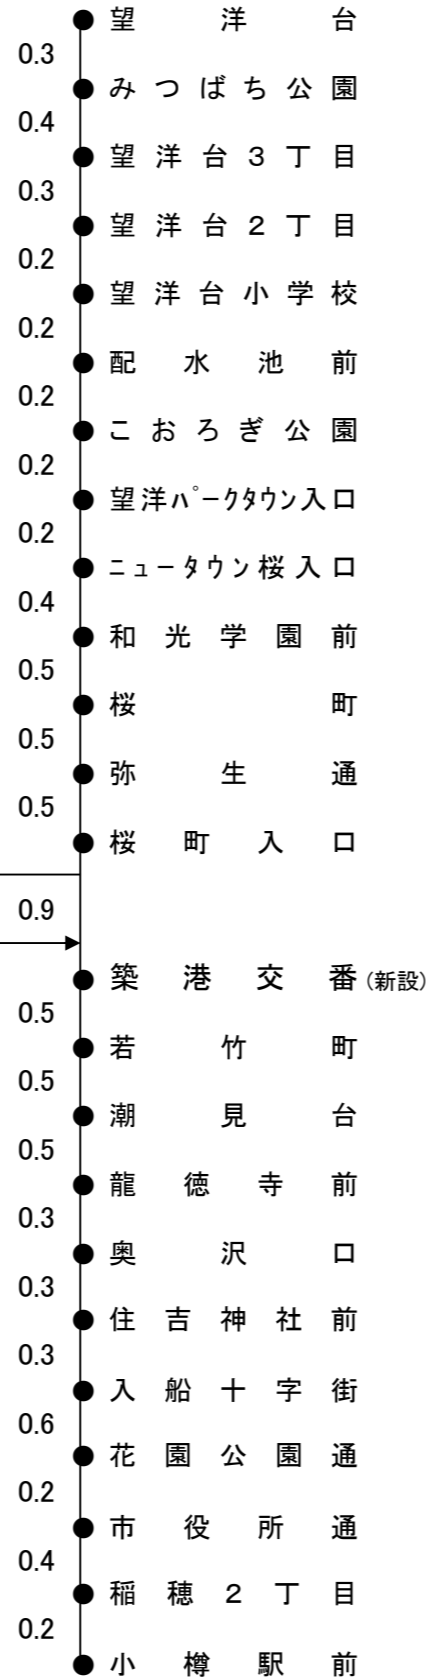 望洋台
0.3
みつばち公園
0.4
望洋台3丁目
0.3
望洋台2丁目
0.2
望洋台小学校
0.2
配水池前
0.2
こおろぎ公園
0.2
望洋ﾊﾟｰｸﾀｳﾝ入口
0.2
ニュータウン桜入口
0.4
和光学園前
0.5
桜町
0.5
弥生通
0.5
桜町入口
0.9
築港交番(新設)
0.5
若竹町
0.5
潮見台
0.5
龍徳寺前
0.3
奥沢口
0.3
住吉神社前
0.3
入船十字街
0.6
花園公園通
0.2
市役所通
0.4
稲穂2丁目
0.2
小樽駅前